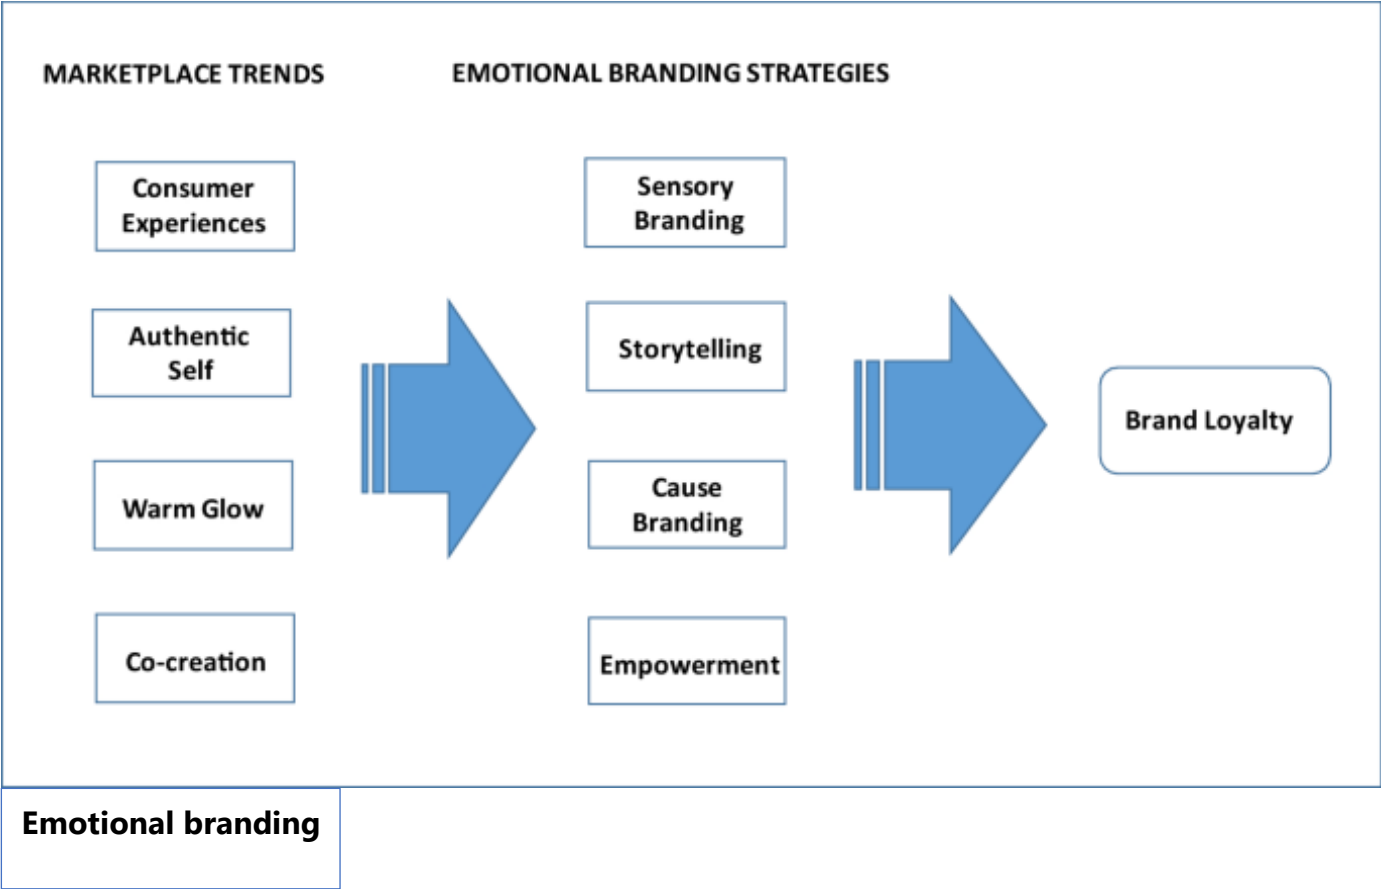 MARKETPLACE TRENDS
EMOTIONAL BRANDING STRATEGIES
Consumer
Experiences
Authentic
Self
Warm Glow
Co-creation
Sensory
Branding
Storytelling
Cause
Branding
Empowerment
Brand Loyalty
Emotional branding